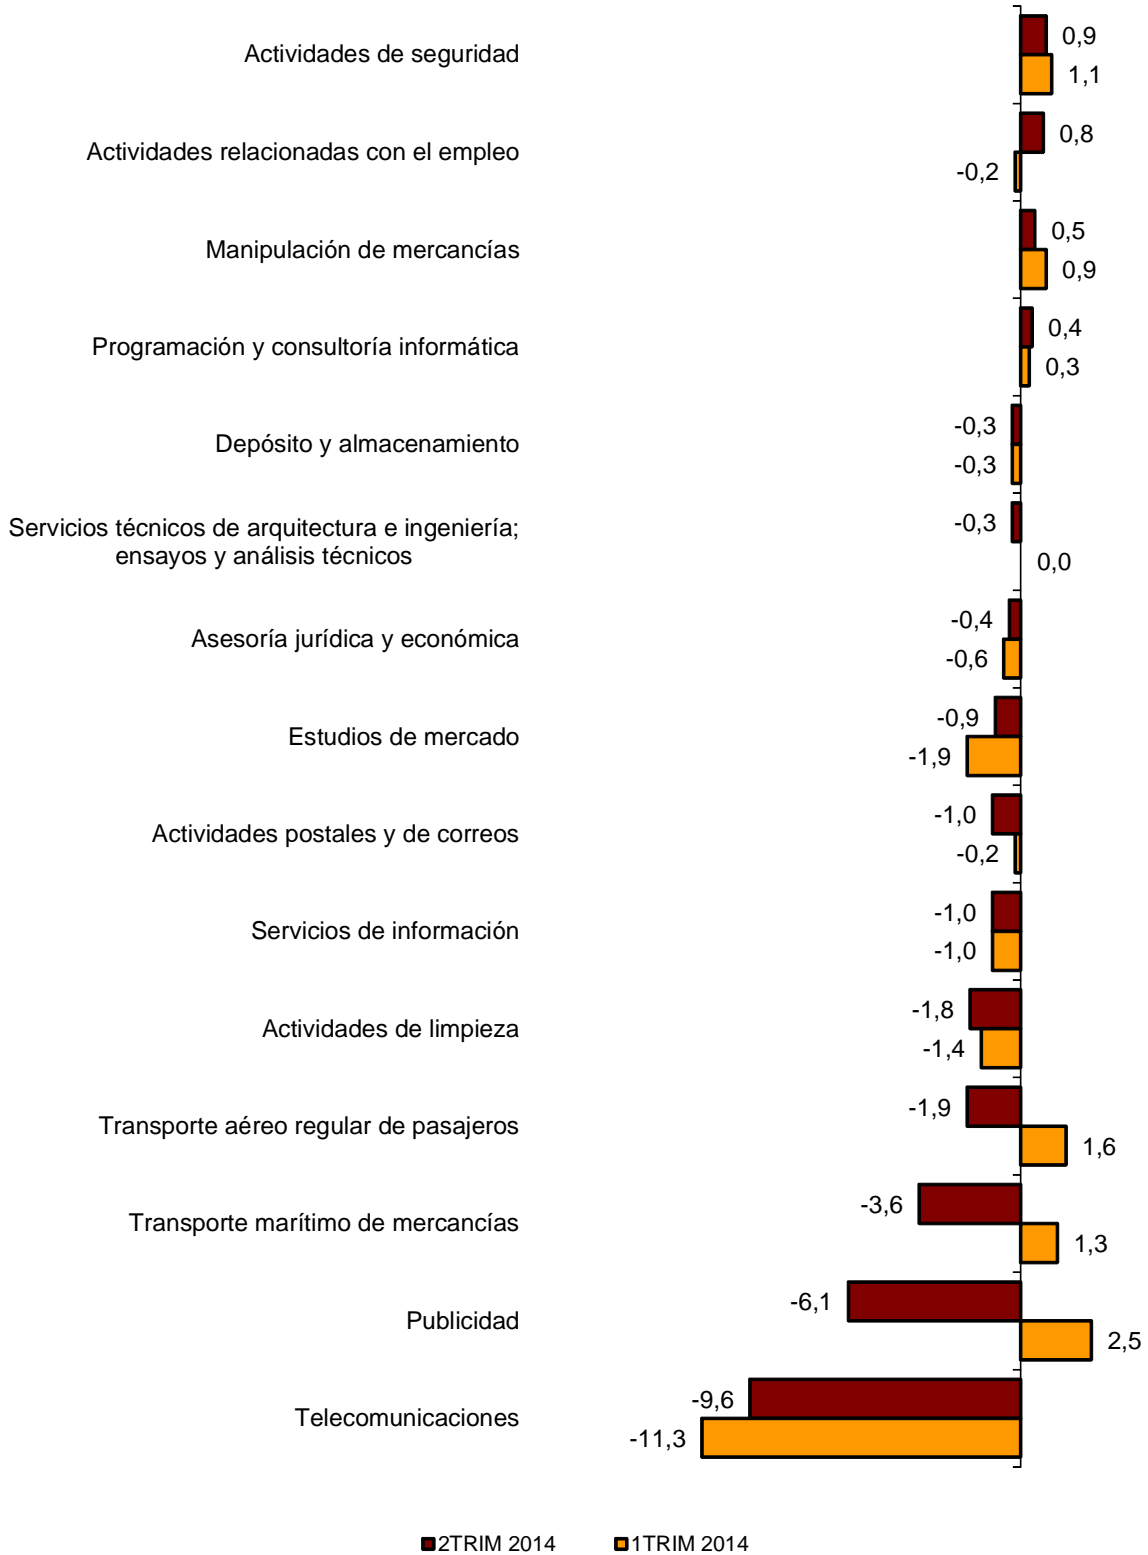 Actividades de seguridad
0,9
1,1
Actividades relacionadas con el empleo
0,8
-0,2
Manipulación de mercancías
0,5
0,9
Programación y consultoría informática
0,4
0,3
Depósito y almacenamiento
-0,3
-0,3
Servicios técnicos de arquitectura e ingeniería;
ensayos y análisis técnicos
-0,3
0,0
Asesoría jurídica y económica
-0,4
-0,6
Estudios de mercado
-0,9
-1,9
Actividades postales y de correos
-1,0
-0,2
Servicios de información
-1,0
-1,0
Actividades de limpieza
-1,8
-1,4
Transporte aéreo regular de pasajeros
-1,9
1,6
Transporte marítimo de mercancías
-3,6
1,3
Publicidad
-6,1
2,5
Telecomunicaciones
-9,6
-11,3
2TRIM 2014
1TRIM 2014